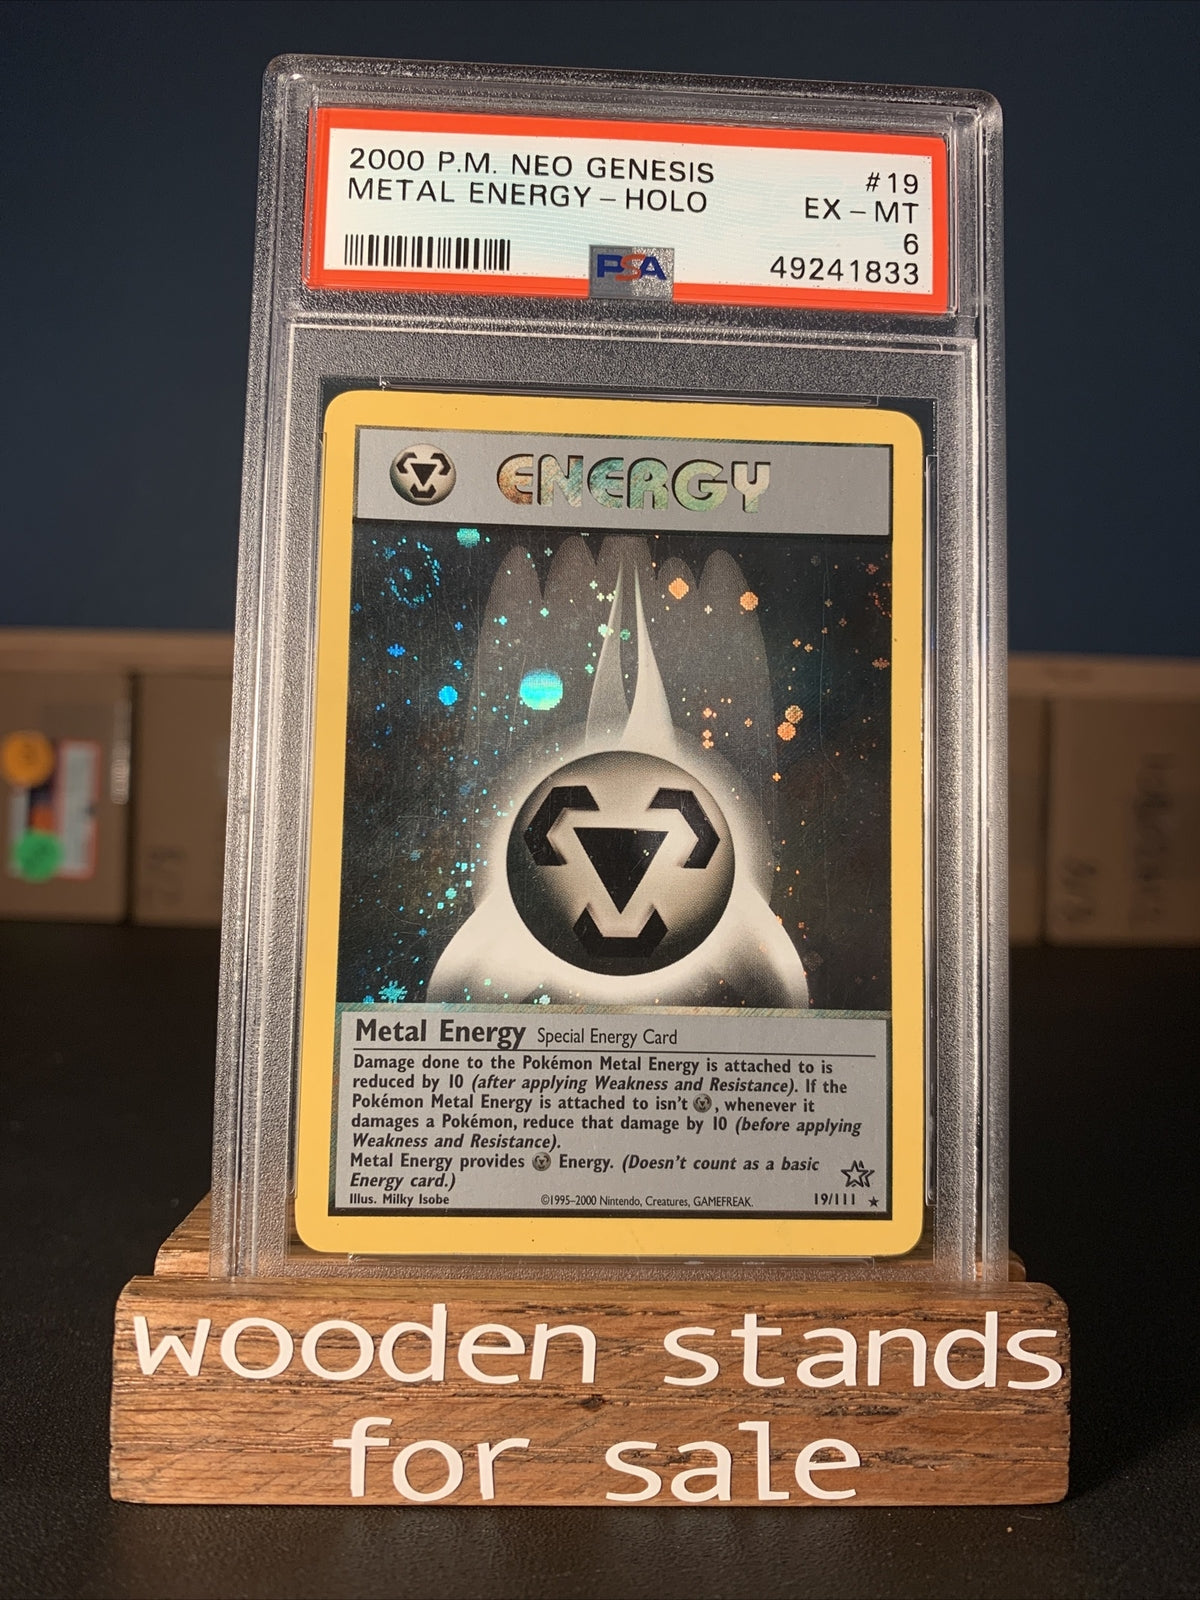 2000 P.M. NEO GENESIS
METAL ENERGY – HOLO
#19
EX – MT
6
49241833
PSA
ENERGY
Metal Energy Special Energy Card
Damage done to the Pokémon Metal Energy is attached to is
reduced by 10 (after applying Weakness and Resistance). If the
Pokémon Metal Energy is attached to isn't , whenever it
damages a Pokémon, reduce that damage by 10 (before applying
Weakness and Resistance).
Metal Energy provides Energy. (Doesn't count as a basic
Energy card.)
Illus. Milky Isobe ©1995–2000 Nintendo, Creatures, GAMEFREAK. 19/111 ★
wooden stands
for sale